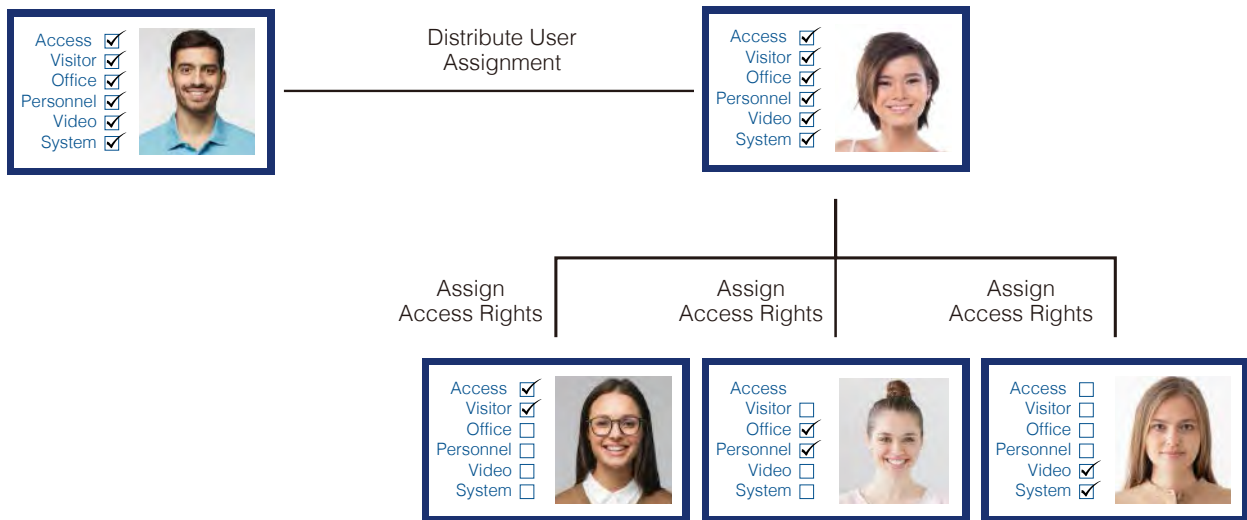 Access
Visitor
Office
Personnel
Video
System
Distribute User
Assignment
Access
Visitor
Office
Personnel
Video
System
Assign
Access Rights
Assign
Access Rights
Assign
Access Rights
Access
Visitor
Office
Personnel
Video
System
Access
Visitor
Office
Personnel
Video
System
Access
Visitor
Office
Personnel
Video
System